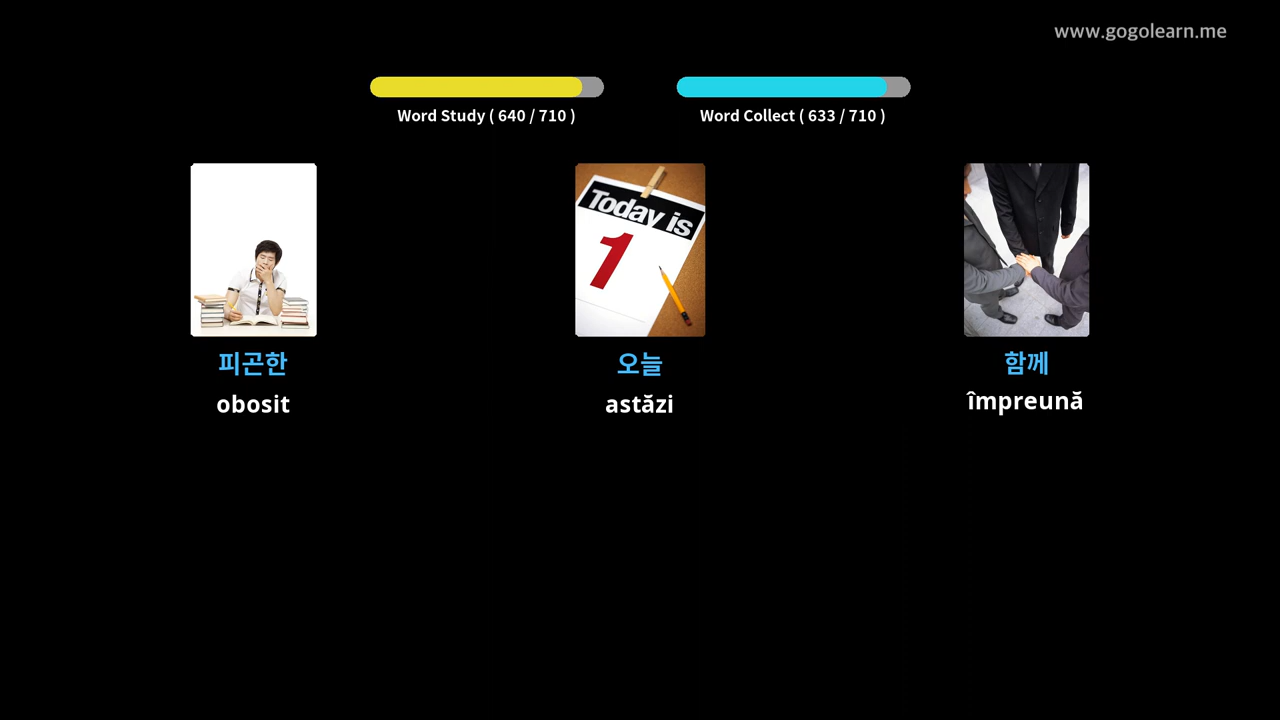 www.gogolearn.me
Word Study ( 640 / 710 )
Word Collect ( 633 / 710 )
Today is
1
피곤한
오늘
함께
obosit
astăzi
împreună